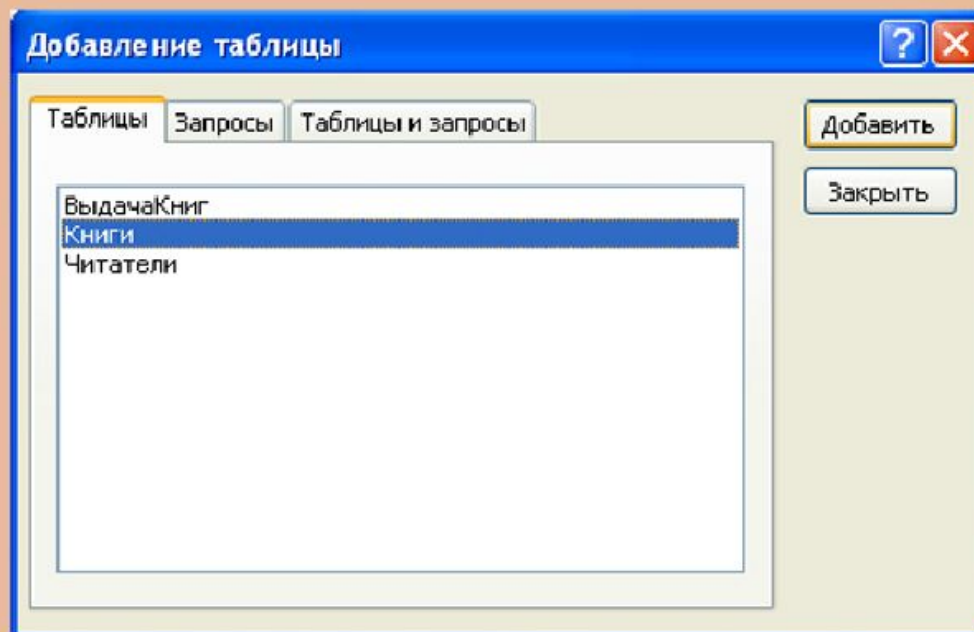 Добавление таблицы
?
Таблицы Запросы Таблицы и запросы
Добавить
Закрыть
ВыдачаКниг
Книги
Читатели